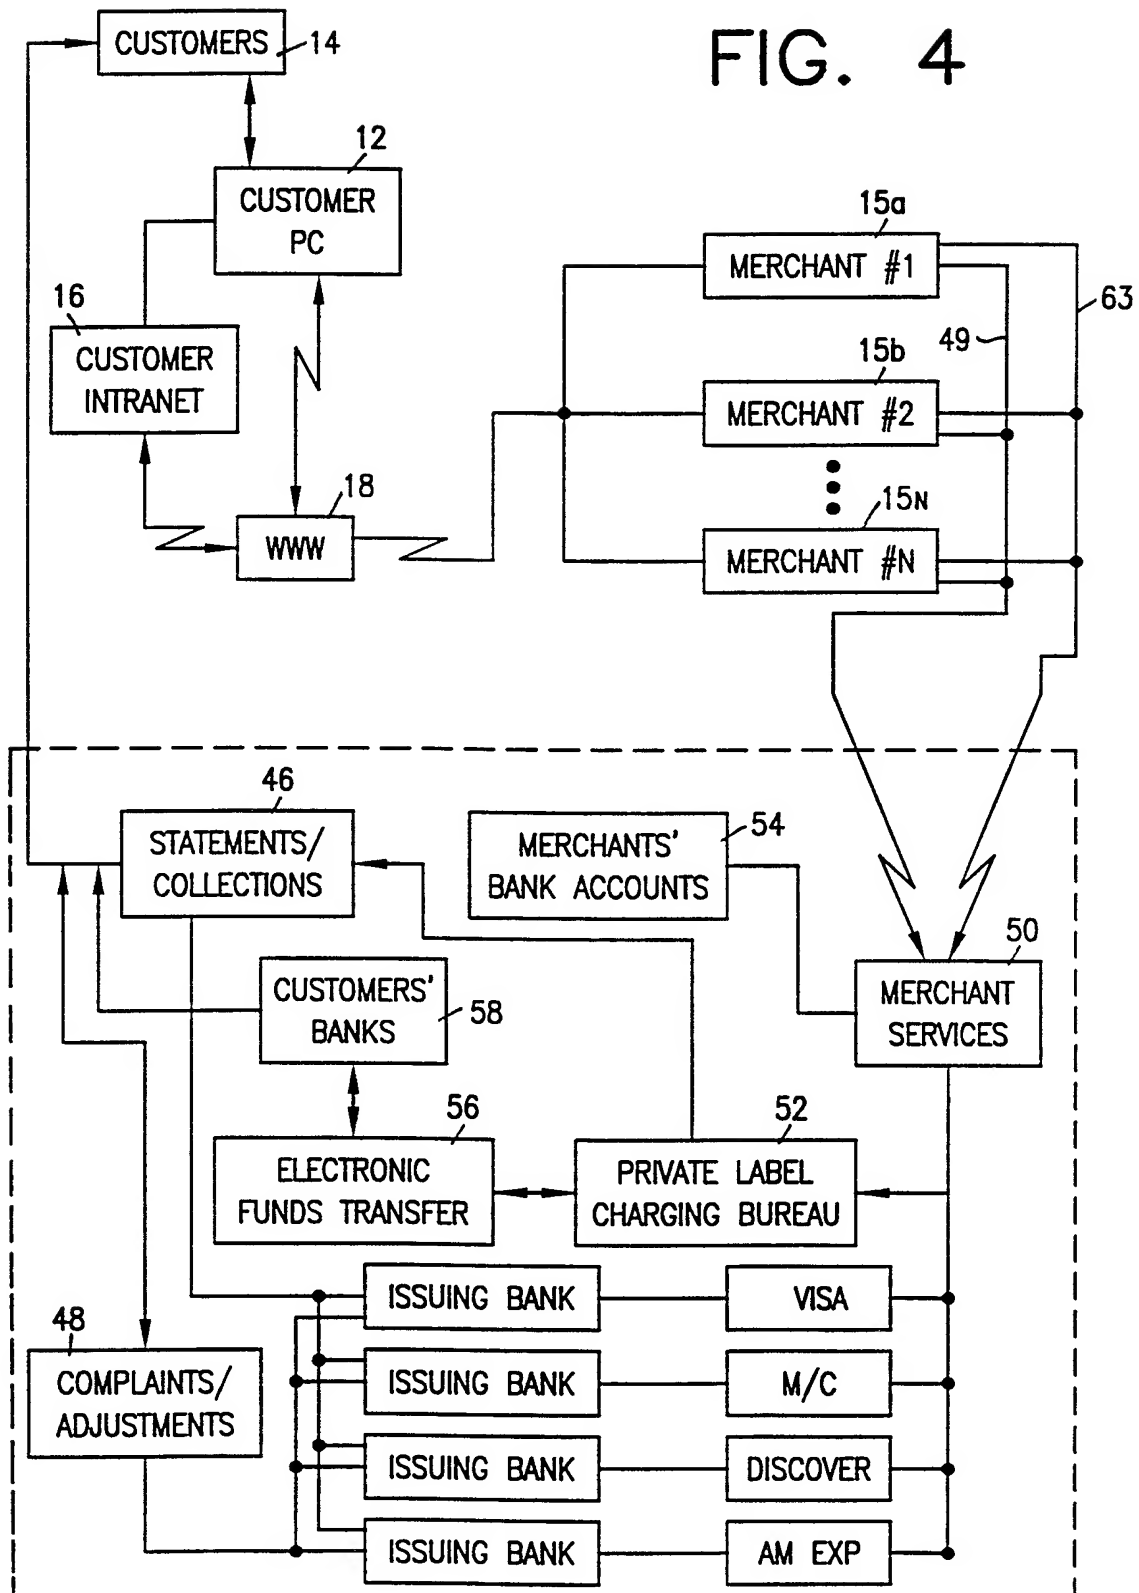 FIG. 4
CUSTOMERS
14
12
CUSTOMER
PC
16
CUSTOMER
INTRANET
18
WWW
15a
MERCHANT #1
63
49
15b
MERCHANT #2
15N
MERCHANT #N
46
STATEMENTS/
COLLECTIONS
MERCHANTS'
BANK ACCOUNTS
54
50
MERCHANT
SERVICES
CUSTOMERS'
BANKS
58
56
ELECTRONIC
FUNDS TRANSFER
52
PRIVATE LABEL
CHARGING BUREAU
ISSUING BANK
VISA
48
COMPLAINTS/
ADJUSTMENTS
ISSUING BANK
M/C
ISSUING BANK
DISCOVER
ISSUING BANK
AM EXP